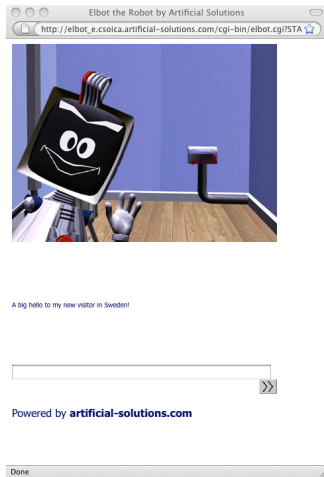 Elbot the Robot by Artificial Solutions
http://elbot_e.csoica.artificial-solutions.com/cgi-bin/elbot.cgi?STA
A big hello to my new visitor in Sweden!
Powered by artificial-solutions.com
Done